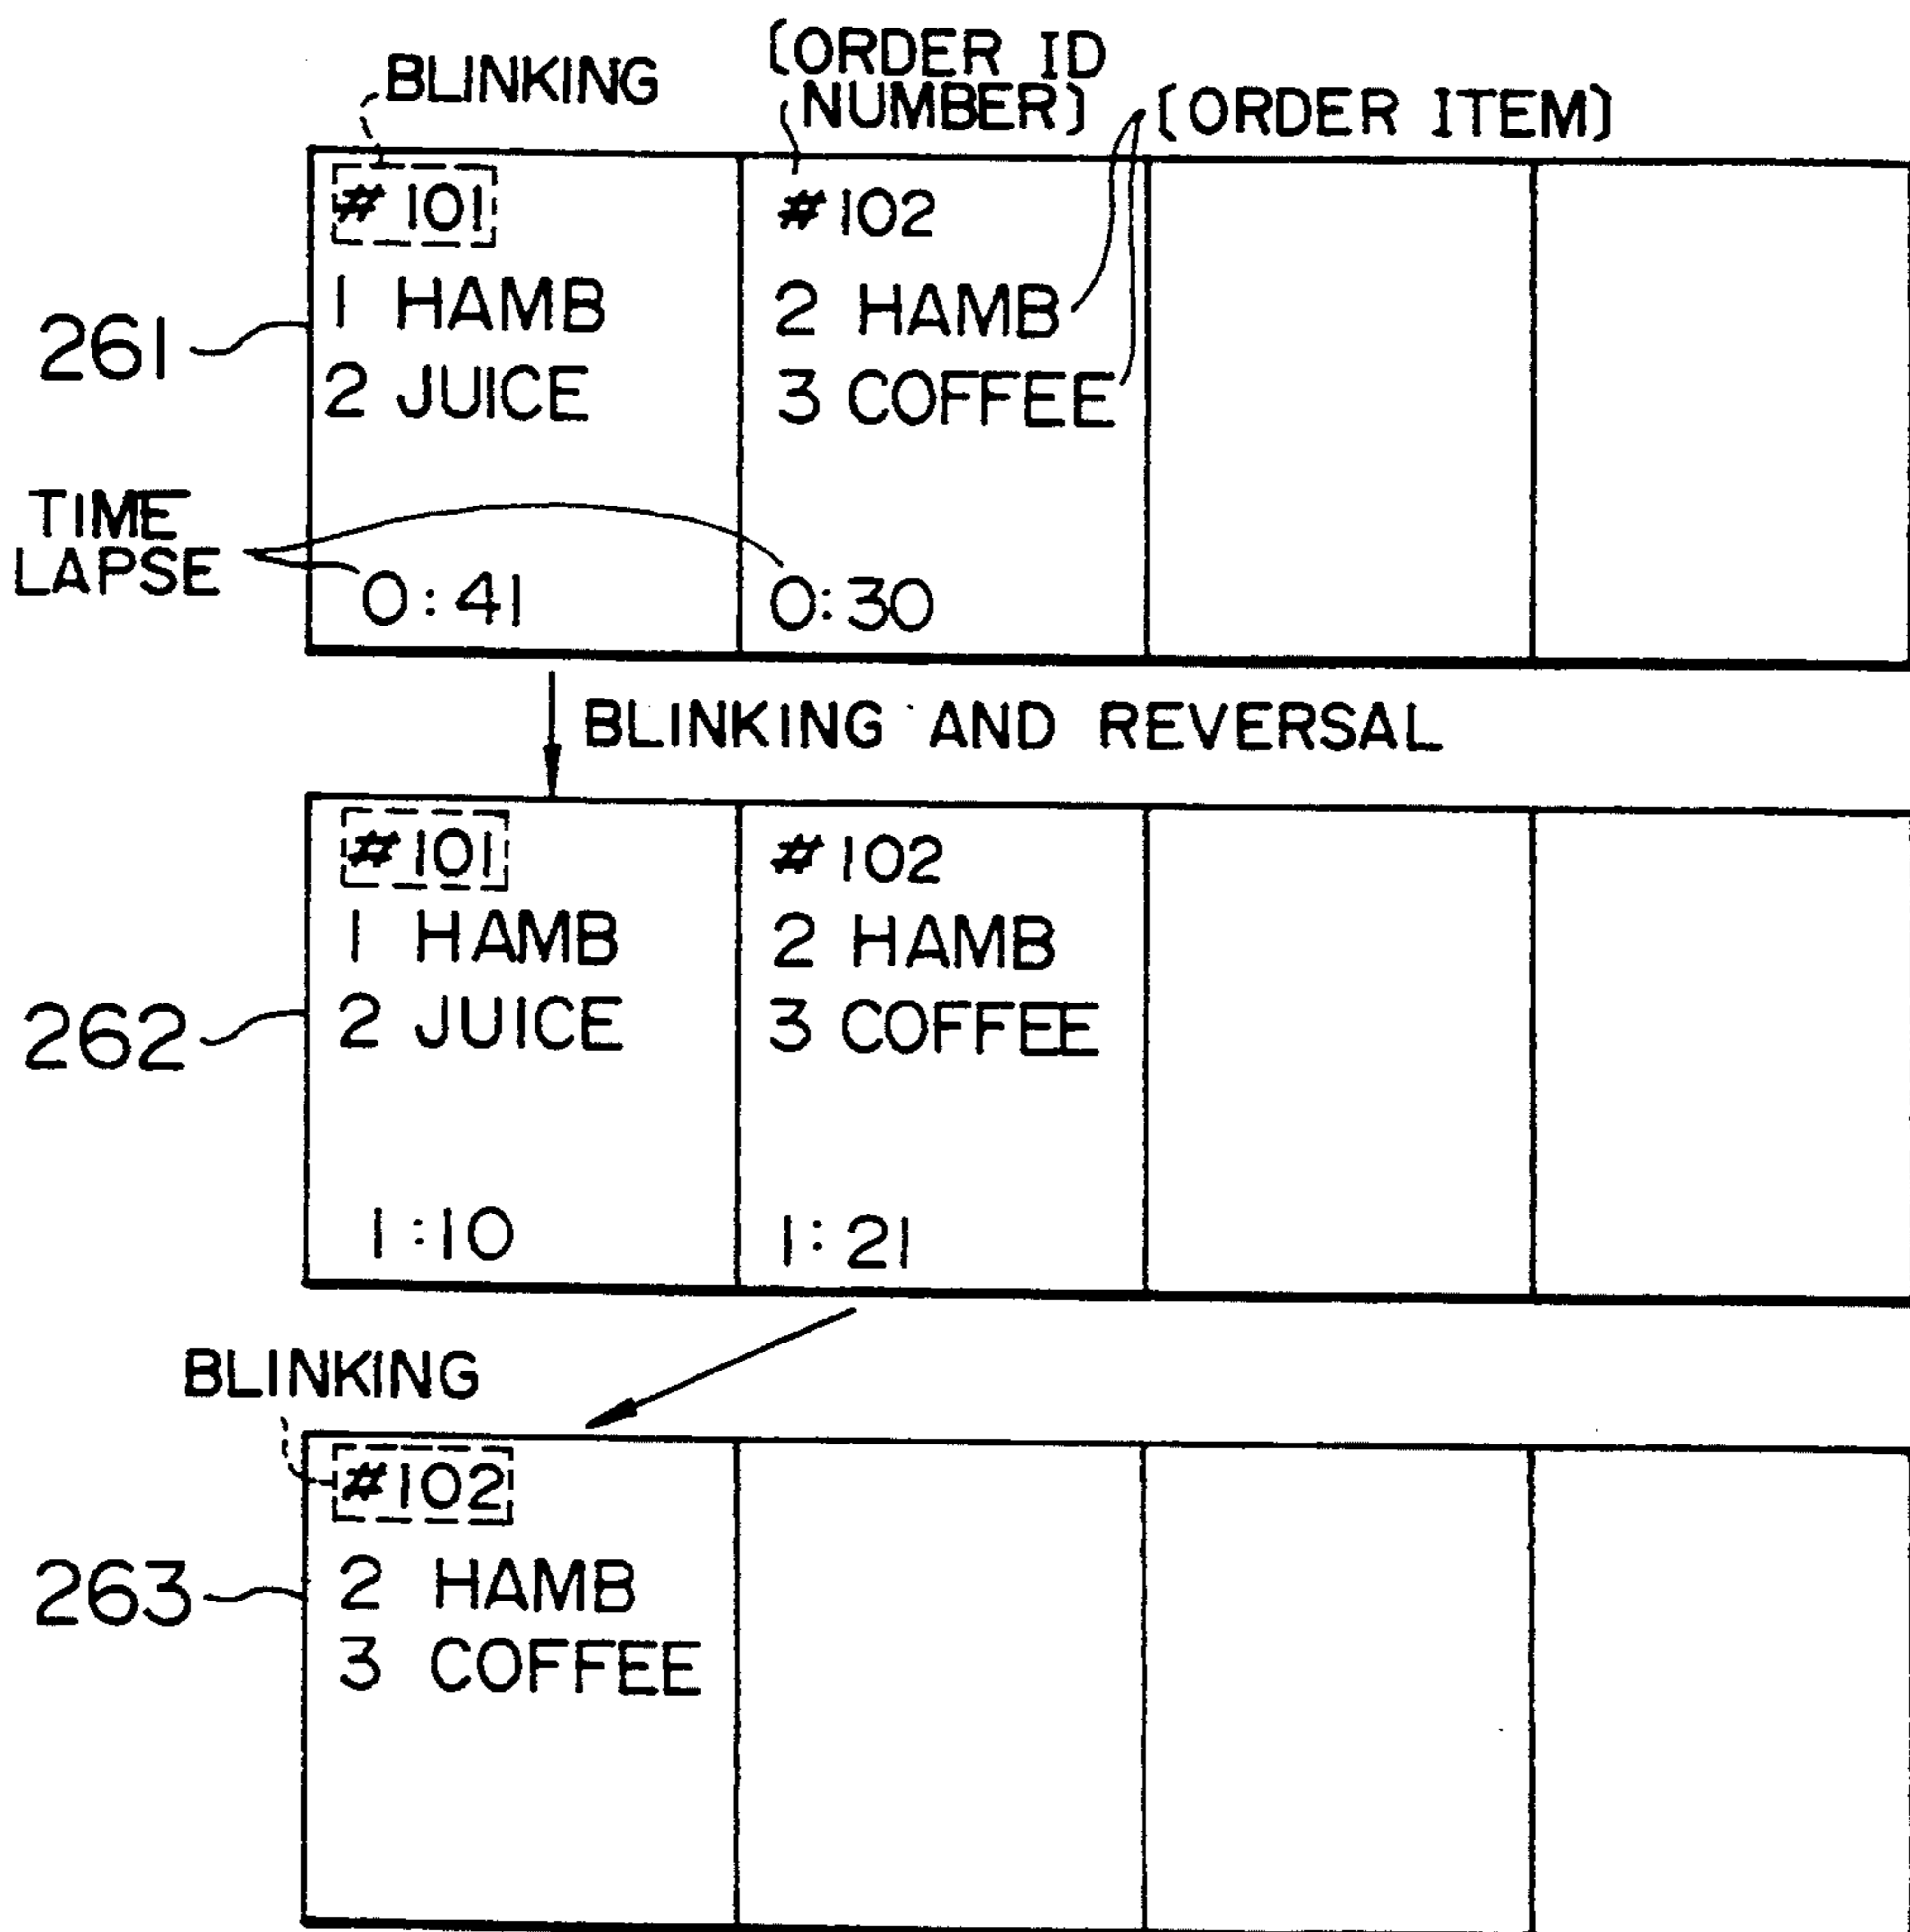 BLINKING
(ORDER ID
NUMBER)
(ORDER ITEM)
#101
#102
1 HAMB
2 HAMB
261
2 JUICE
3 COFFEE
TIME
LAPSE
0:41
0:30
BLINKING AND REVERSAL
#101
#102
1 HAMB
2 HAMB
262
2 JUICE
3 COFFEE
1:10
1:21
BLINKING
#102
263
2 HAMB
3 COFFEE